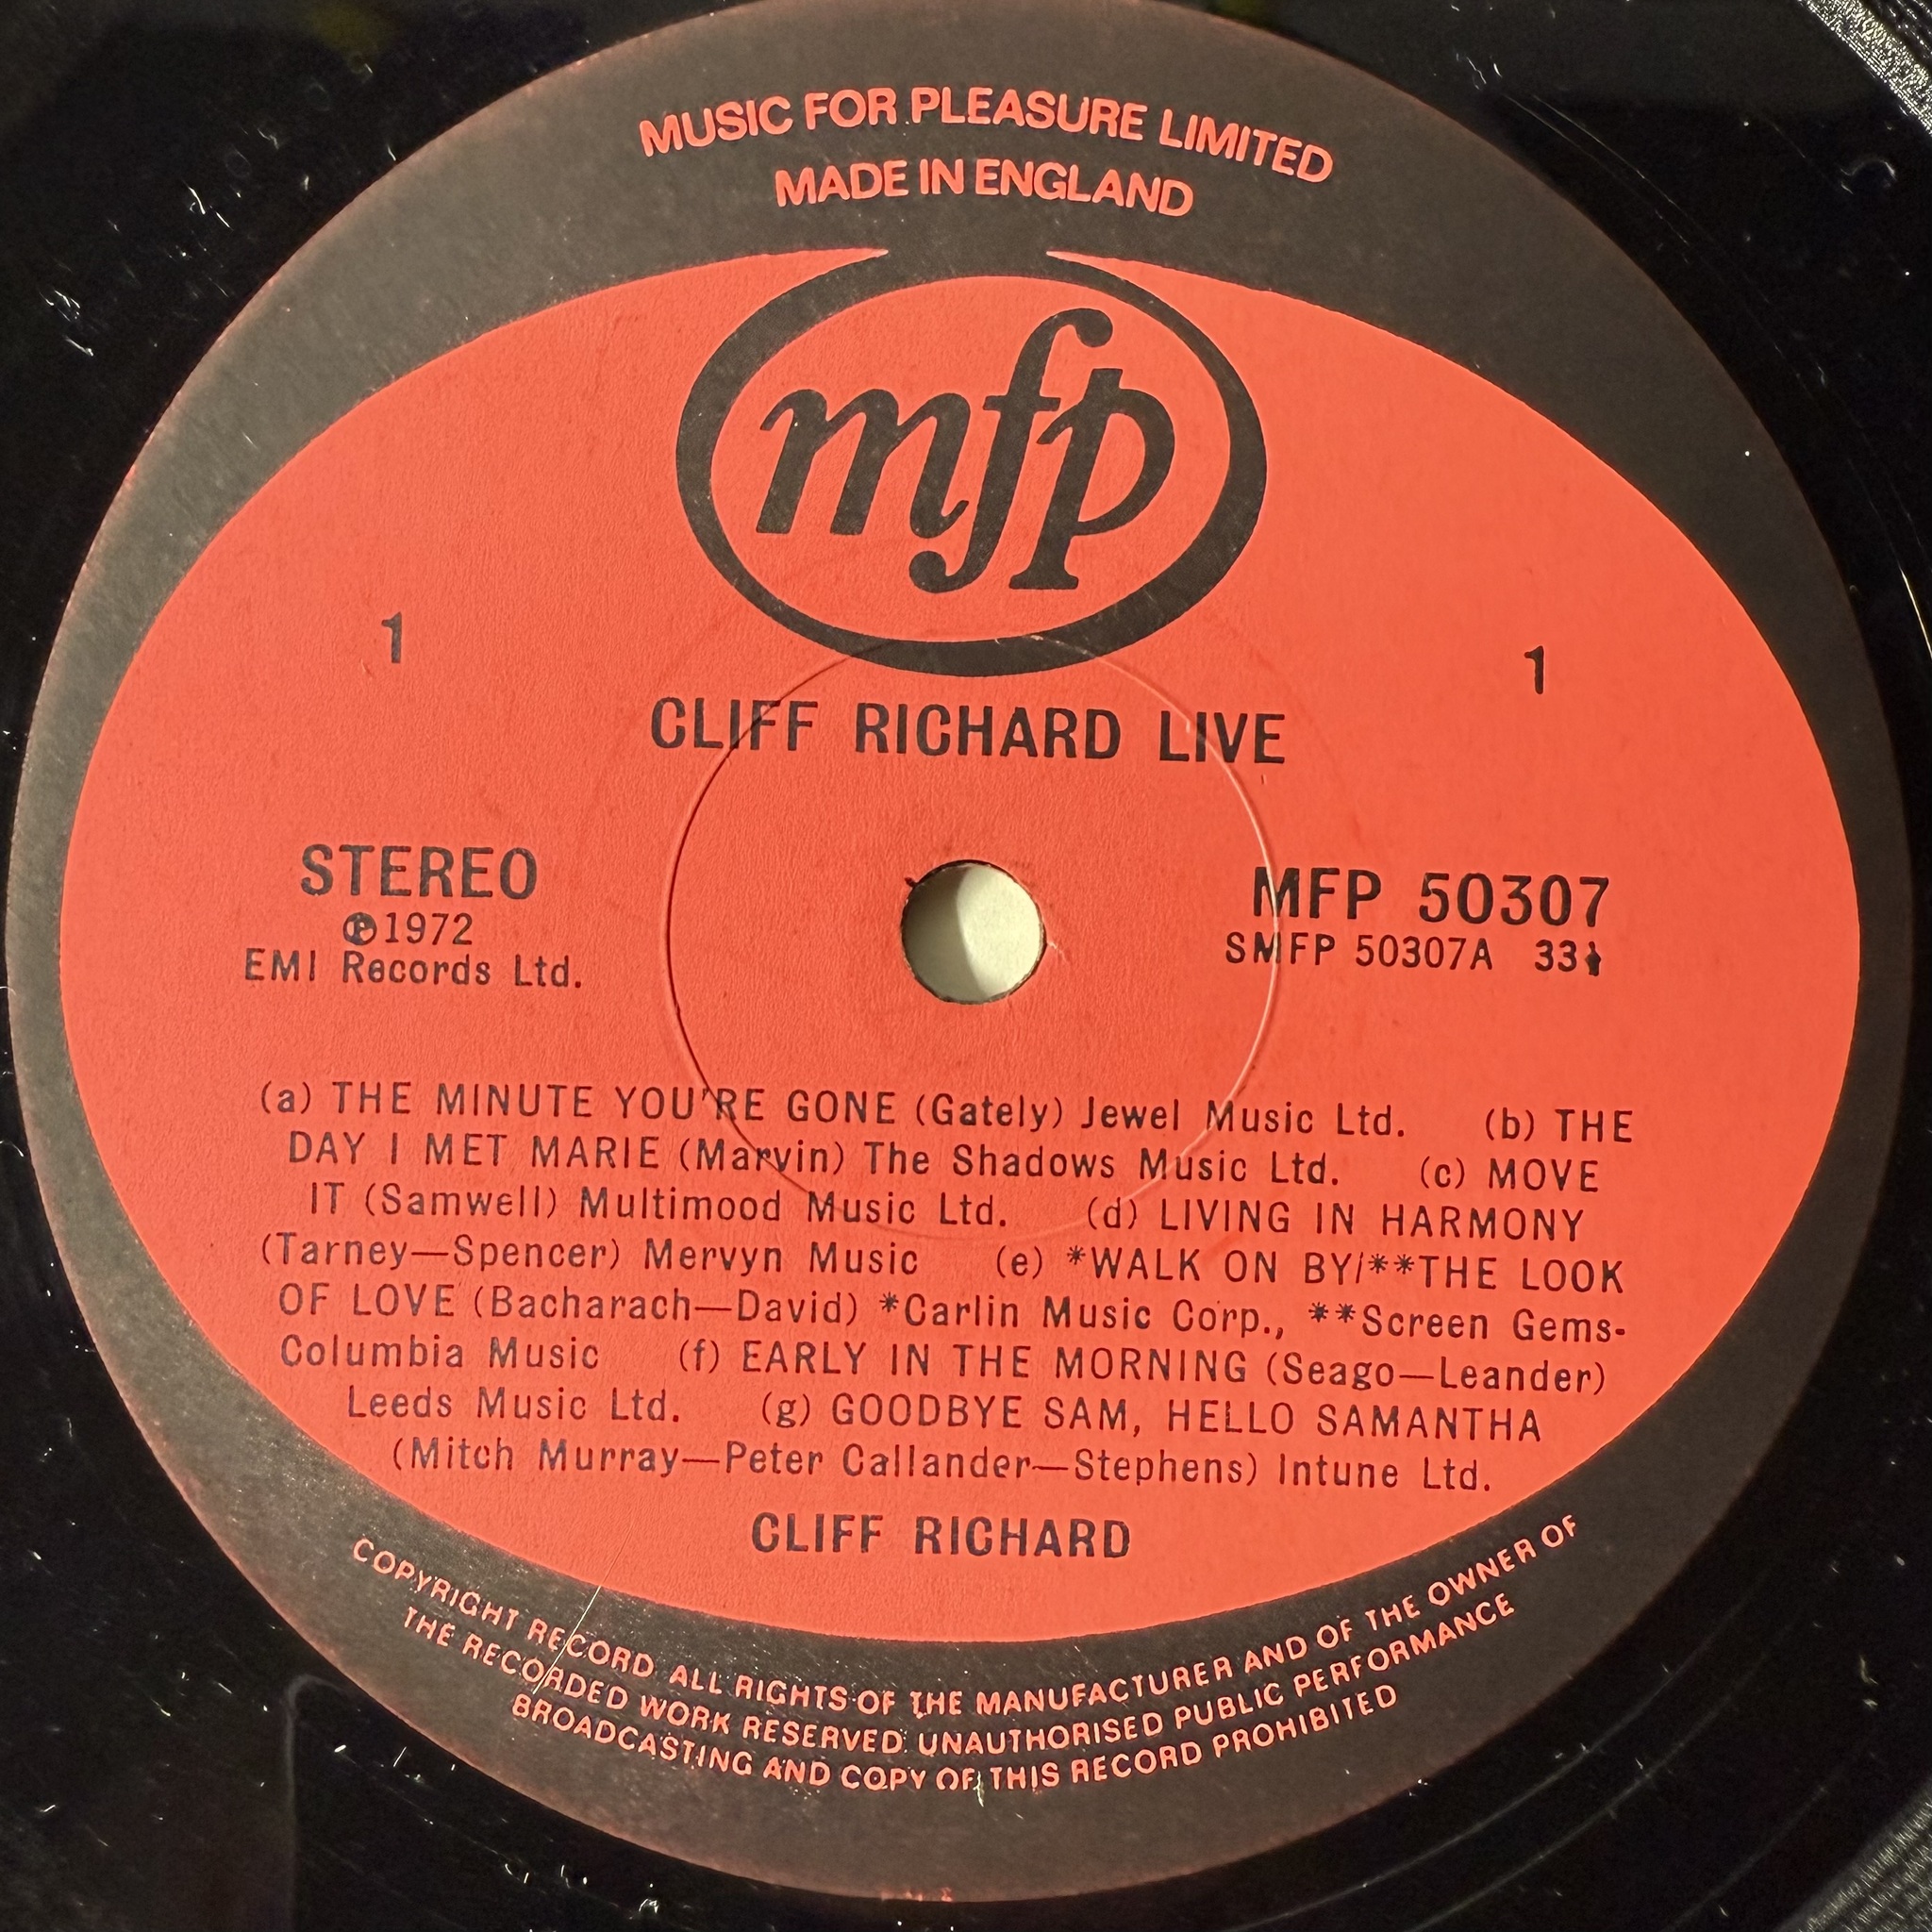 MUSIC FOR PLEASURE LIMITED
MADE IN ENGLAND
mfp
1 1
CLIFF RICHARD LIVE
STEREO
℗1972
EMI Records Ltd.
MFP 50307
SMFP 50307A 33⅓
(a) THE MINUTE YOU'RE GONE (Gately) Jewel Music Ltd. (b) THE
DAY I MET MARIE (Marvin) The Shadows Music Ltd. (c) MOVE
IT (Samwell) Multimood Music Ltd. (d) LIVING IN HARMONY
(Tarney—Spencer) Mervyn Music (e) *WALK ON BY/**THE LOOK
OF LOVE (Bacharach—David) *Carlin Music Corp., **Screen Gems-
Columbia Music (f) EARLY IN THE MORNING (Seago—Leander)
Leeds Music Ltd. (g) GOODBYE SAM, HELLO SAMANTHA
(Mitch Murray—Peter Callander—Stephens) Intune Ltd.
CLIFF RICHARD
COPYRIGHT RECORD ALL RIGHTS OF THE MANUFACTURER AND OF THE OWNER OF
THE RECORDED WORK RESERVED. UNAUTHORISED PUBLIC PERFORMANCE
BROADCASTING AND COPY OF THIS RECORD PROHIBITED